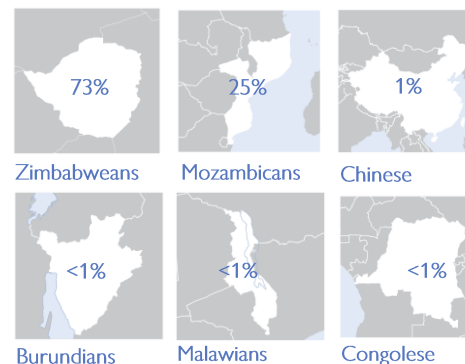 73%
25%
1%
Zimbabweans
Mozambicans
Chinese
<1%
<1%
<1%
Burundians
Malawians
Congolese